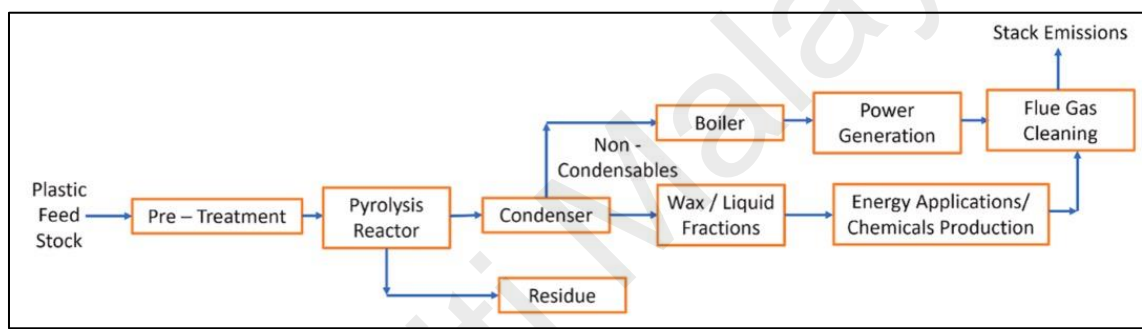 Stack Emissions
Boiler
Power
Generation
Flue Gas
Cleaning
Non -
Condensables
Plastic
Feed
Stock
Pre – Treatment
Pyrolysis
Reactor
Condenser
Wax / Liquid
Fractions
Energy Applications/
Chemicals Production
Residue